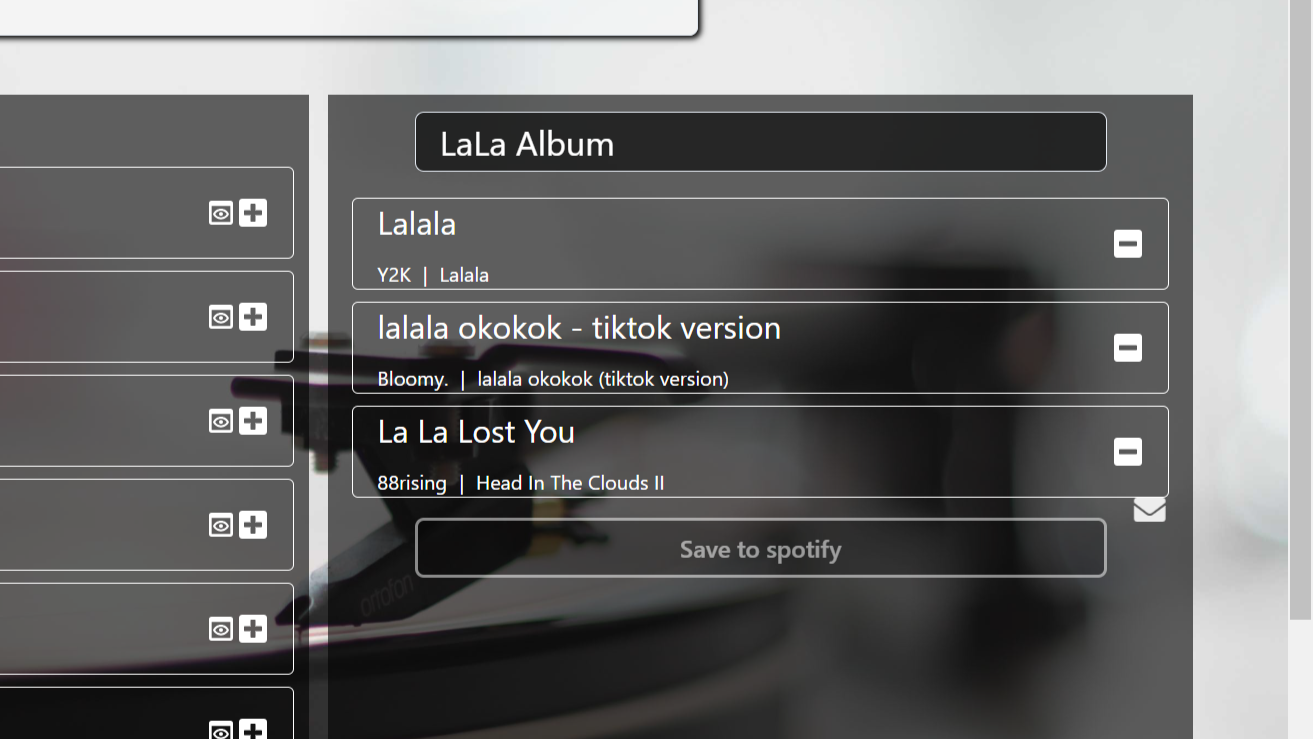 LaLa Album
Lalala
Y2K | Lalala
lalala okokok - tiktok version
Bloomy. | lalala okokok (tiktok version)
La La Lost You
88rising | Head In The Clouds II
Save to spotify
ortofon